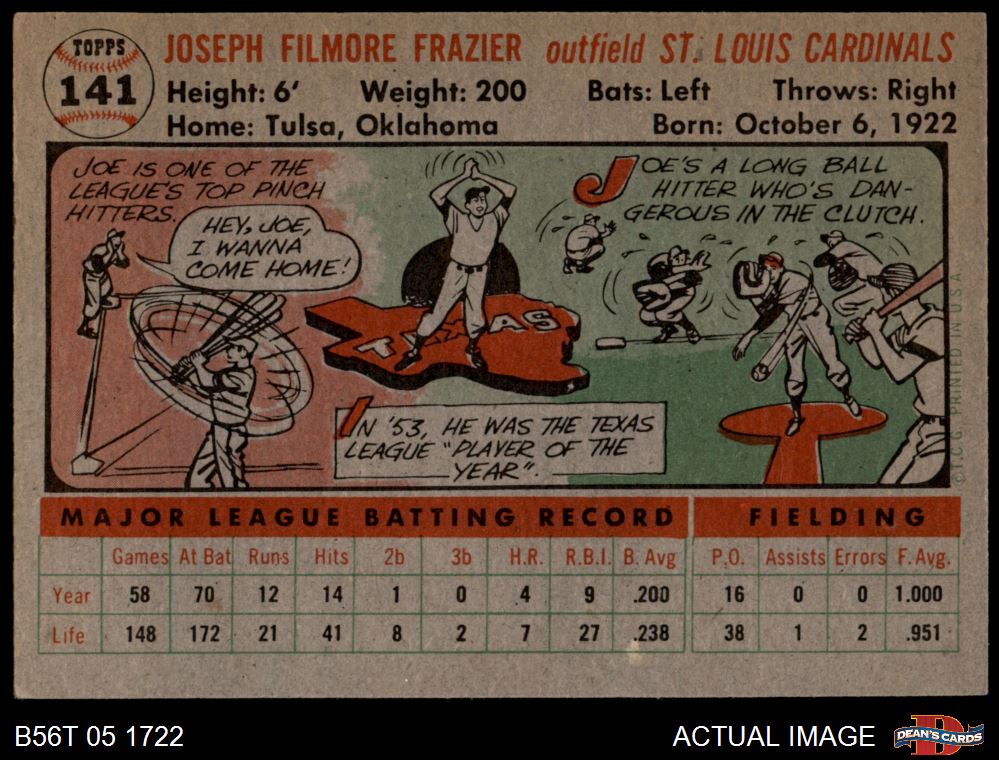 TOPPS
141
JOSEPH FILMORE FRAZIER outfield ST. LOUIS CARDINALS
Height: 6' Weight: 200 Bats: Left Throws: Right
Home: Tulsa, Oklahoma Born: October 6, 1922
JOE IS ONE OF THE
LEAGUE'S TOP PINCH
HITTERS.
HEY, JOE,
I WANNA
COME HOME!
TEXAS
IN '53, HE WAS THE TEXAS
LEAGUE "PLAYER OF THE
YEAR".
JOE'S A LONG BALL
HITTER WHO'S DAN-
GEROUS IN THE CLUTCH.
©T.C.G. PRINTED IN U.S.A.
MAJOR LEAGUE BATTING RECORD FIELDING
Games At Bat Runs Hits 2b 3b H.R. R.B.I. B. Avg P.O. Assists Errors F. Avg.
Year 58 70 12 14 1 0 4 9 .200 16 0 0 1.000
Life 148 172 21 41 8 2 7 27 .238 38 1 2 .951
B56T 05 1722 ACTUAL IMAGE DEAN'S CARDS